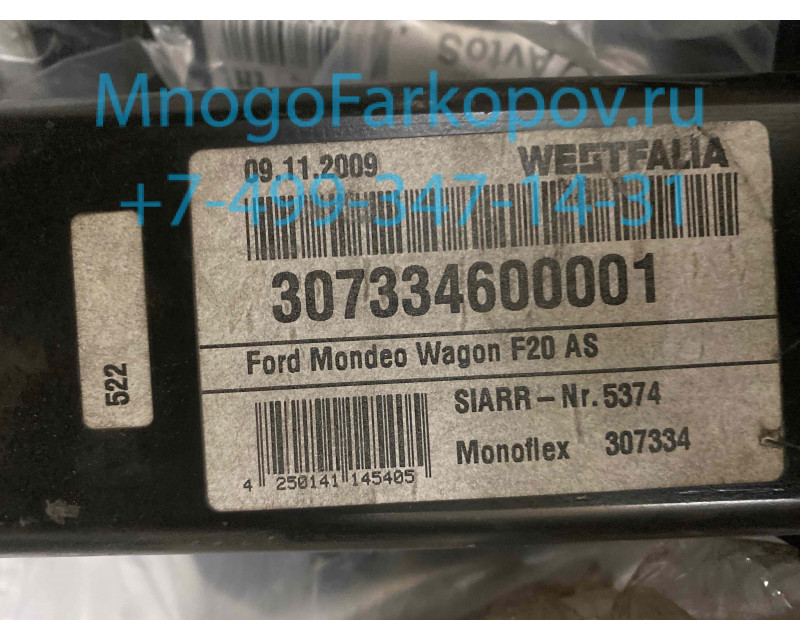 AvtoS
MnogoFarkopov.ru
+7-499-347-14-31
09.11.2009
WESTFALIA
307334600001
Ford Mondeo Wagon F20 AS
522
SIARR-Nr. 5374
Monoflex 307334
4 250141 145405